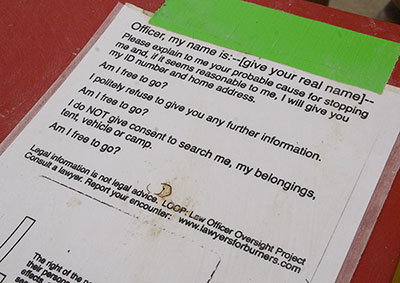 Officer, my name is:--[give your real name]--
Please explain to me your probable cause for stopping
me and, if it seems reasonable to me, I will give you
my ID number and home address.
Am I free to go?
I politely refuse to give you any further information.
Am I free to go?
I do NOT give consent to search me, my belongings,
tent, vehicle or camp.
Am I free to go?
Legal information is not legal advice. LOOP: Law Officer Oversight Project
Consult a lawyer. Report your encounter: www.lawyersforburners.com
The right of the
their persons
effects,